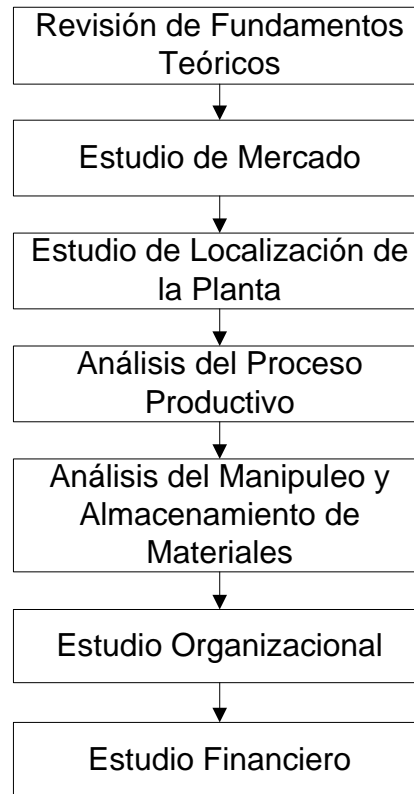 Revisión de Fundamentos
Teóricos
Estudio de Mercado
Estudio de Localización de
la Planta
Análisis del Proceso
Productivo
Análisis del Manipuleo y
Almacenamiento de
Materiales
Estudio Organizacional
Estudio Financiero